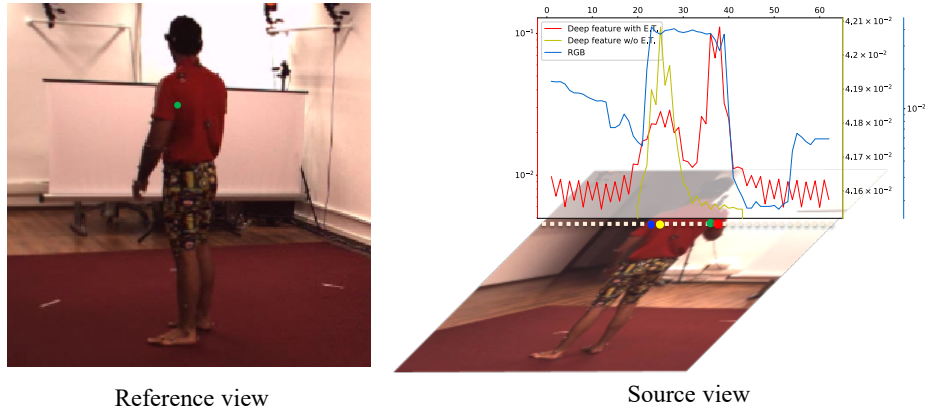 0 10 20 30 40 50 60
Deep feature with E.T.
Deep feature w/o E.T.
RGB
10⁻¹
10⁻²
4.21 × 10⁻²
4.2 × 10⁻²
4.19 × 10⁻²
4.18 × 10⁻²
4.17 × 10⁻²
4.16 × 10⁻²
10⁻²
Reference view
Source view